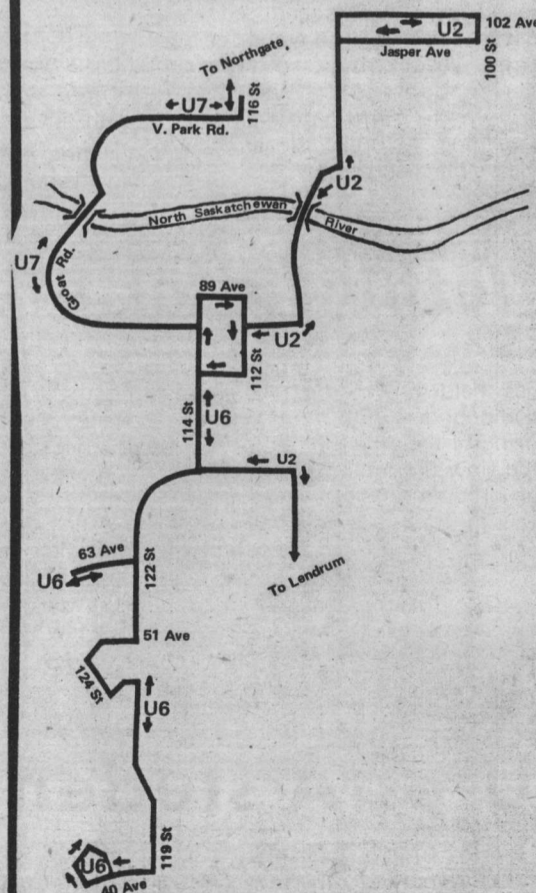 U2
102 Ave
Jasper Ave
100 St
To Northgate,
U7
V. Park Rd.
116 St
U2
North Saskatchewan
River
U7
Groat Rd.
89 Ave
U2
112 St
114 St
U6
U2
63 Ave
U6
122 St
To Lendrum
51 Ave
124 St
U6
119 St
U6
40 Ave